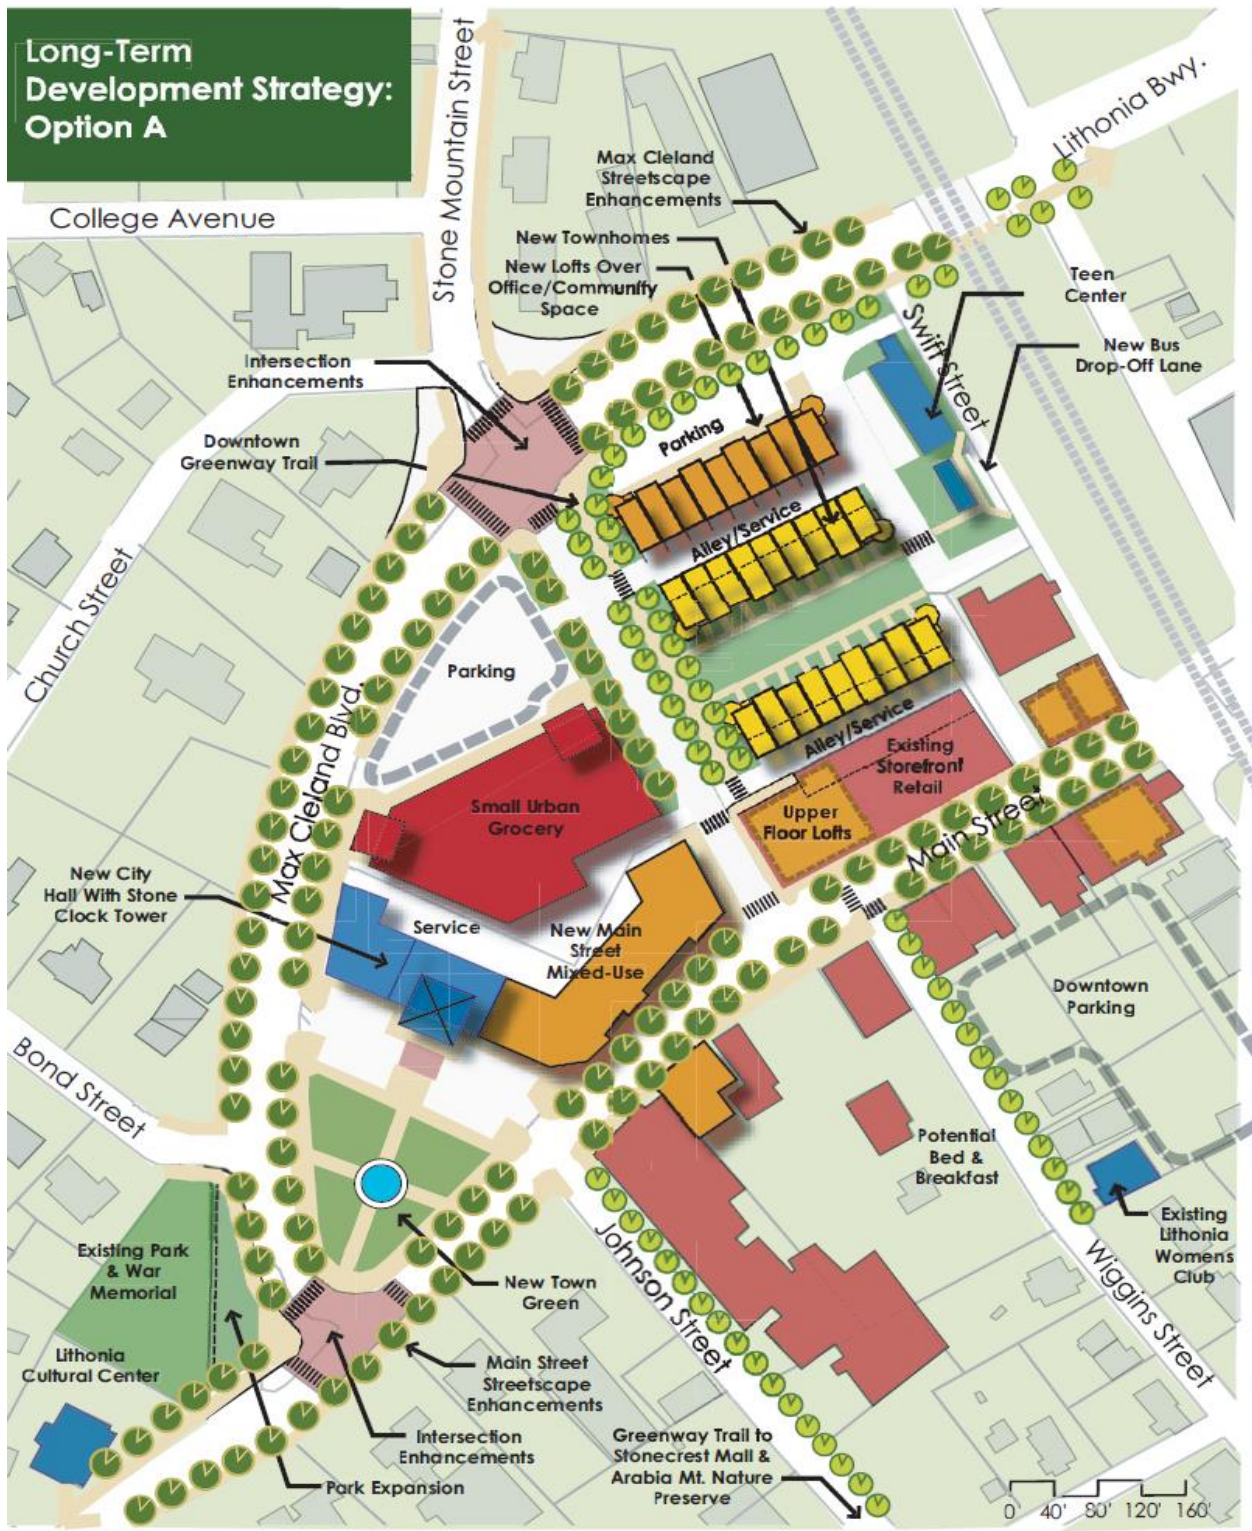 Long-Term
Development Strategy:
Option A
Stone Mountain Street
Lithonia Bwy.
College Avenue
Max Cleland
Streetscape
Enhancements
New Townhomes
New Lofts Over
Office/Community
Space
Teen
Center
Swift Street
New Bus
Drop-Off Lane
Intersection
Enhancements
Downtown
Greenway Trail
Parking
Alley/Service
Church Street
Parking
Max Cleland Blvd.
Alley/Service
Existing
Storefront
Retail
Small Urban
Grocery
Upper
Floor Lofts
Main Street
New City
Hall With Stone
Clock Tower
Service
New Main
Street
Mixed-Use
Downtown
Parking
Bond Street
Potential
Bed &
Breakfast
Existing Park
& War
Memorial
New Town
Green
Johnson Street
Existing
Lithonia
Womens
Club
Wiggins Street
Lithonia
Cultural Center
Main Street
Streetscape
Enhancements
Intersection
Enhancements
Park Expansion
Greenway Trail to
Stonecrest Mall &
Arabia Mt. Nature
Preserve
0 40' 80' 120' 160'